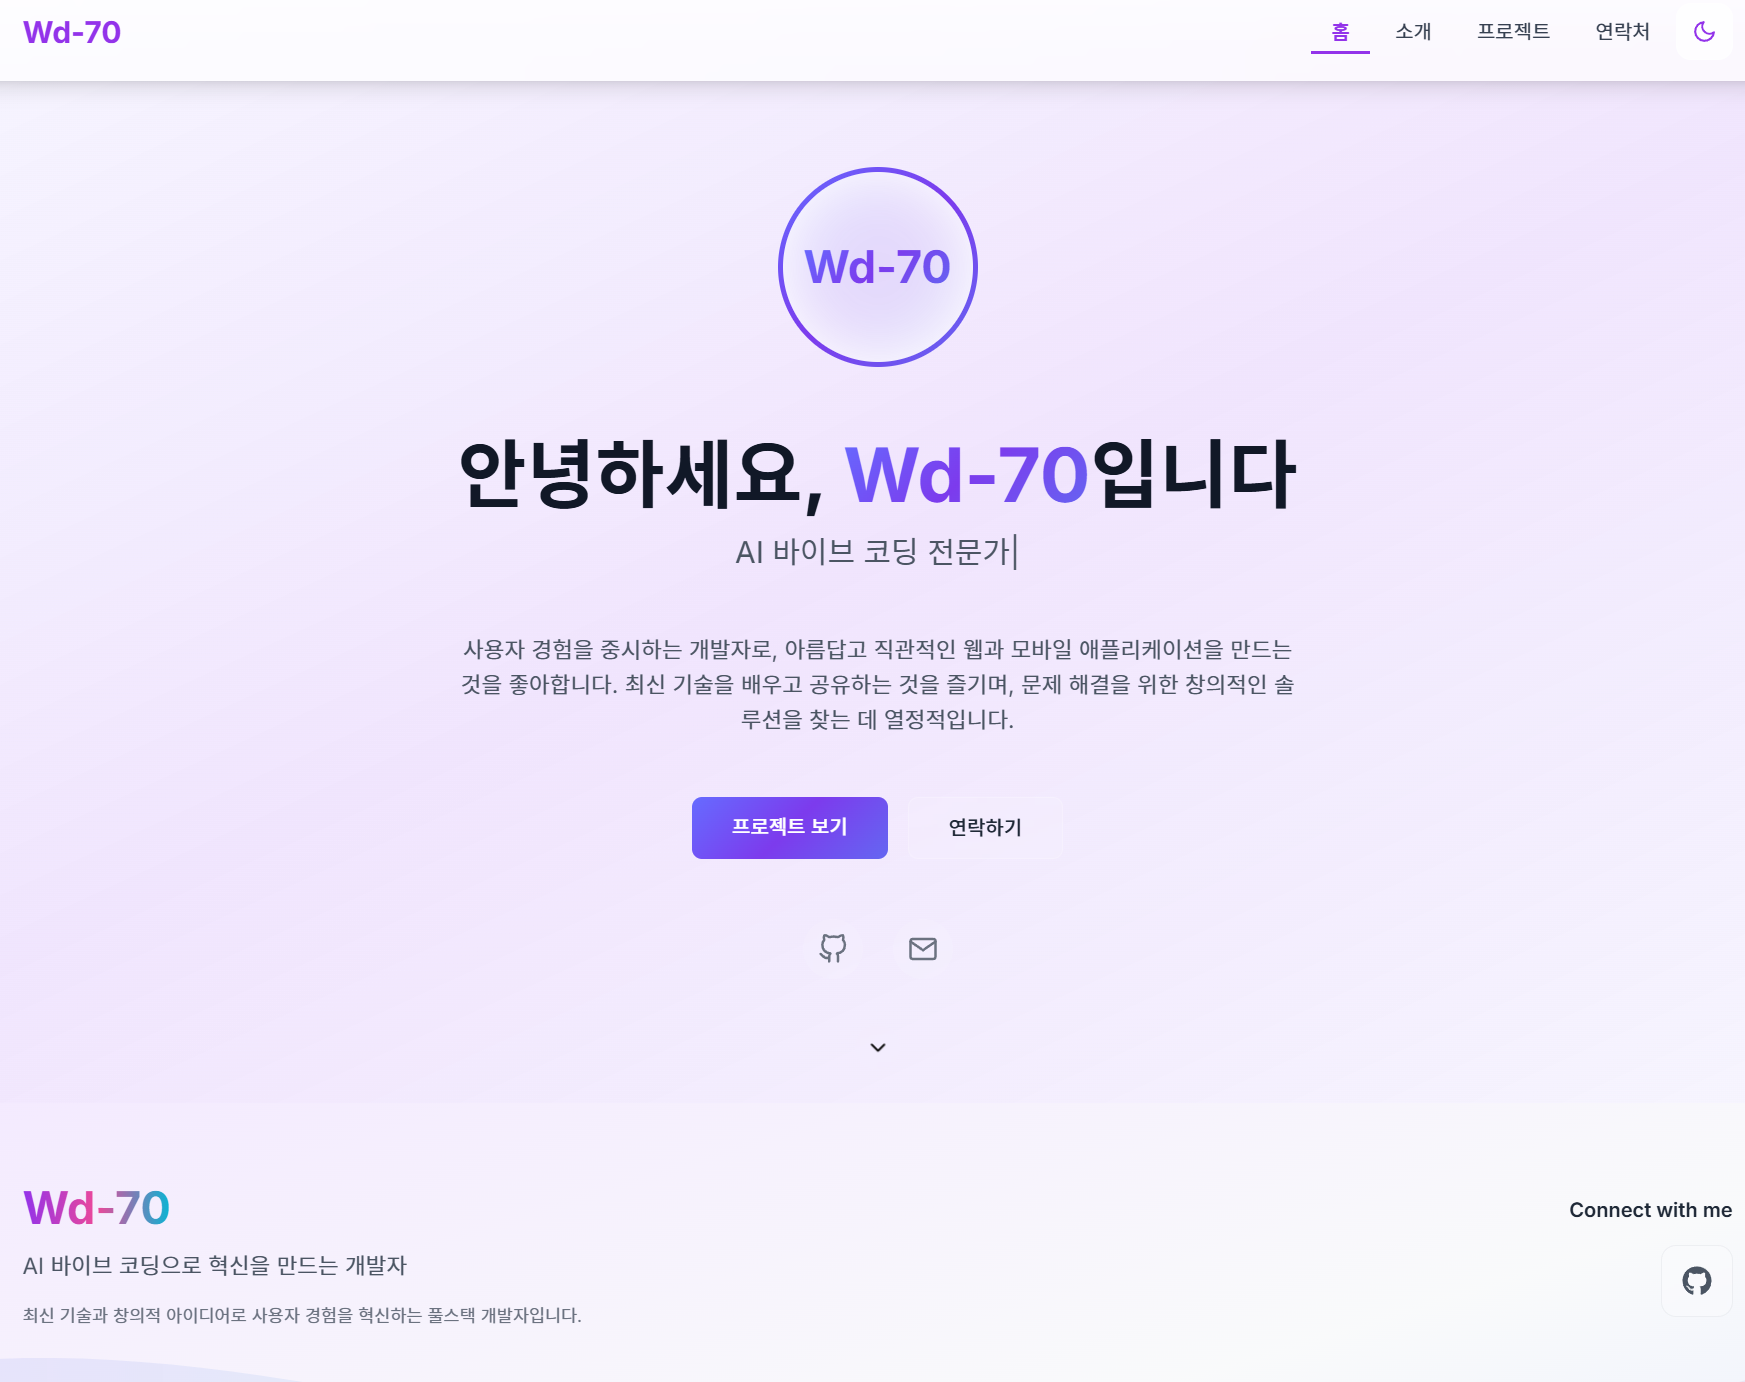 Wd-70
홈 소개 프로젝트 연락처
Wd-70
안녕하세요, Wd-70입니다
AI 바이브 코딩 전문가|
사용자 경험을 중시하는 개발자로, 아름답고 직관적인 웹과 모바일 애플리케이션을 만드는
것을 좋아합니다. 최신 기술을 배우고 공유하는 것을 즐기며, 문제 해결을 위한 창의적인 솔
루션을 찾는 데 열정적입니다.
프로젝트 보기
연락하기
Wd-70
AI 바이브 코딩으로 혁신을 만드는 개발자
최신 기술과 창의적 아이디어로 사용자 경험을 혁신하는 풀스택 개발자입니다.
Connect with me